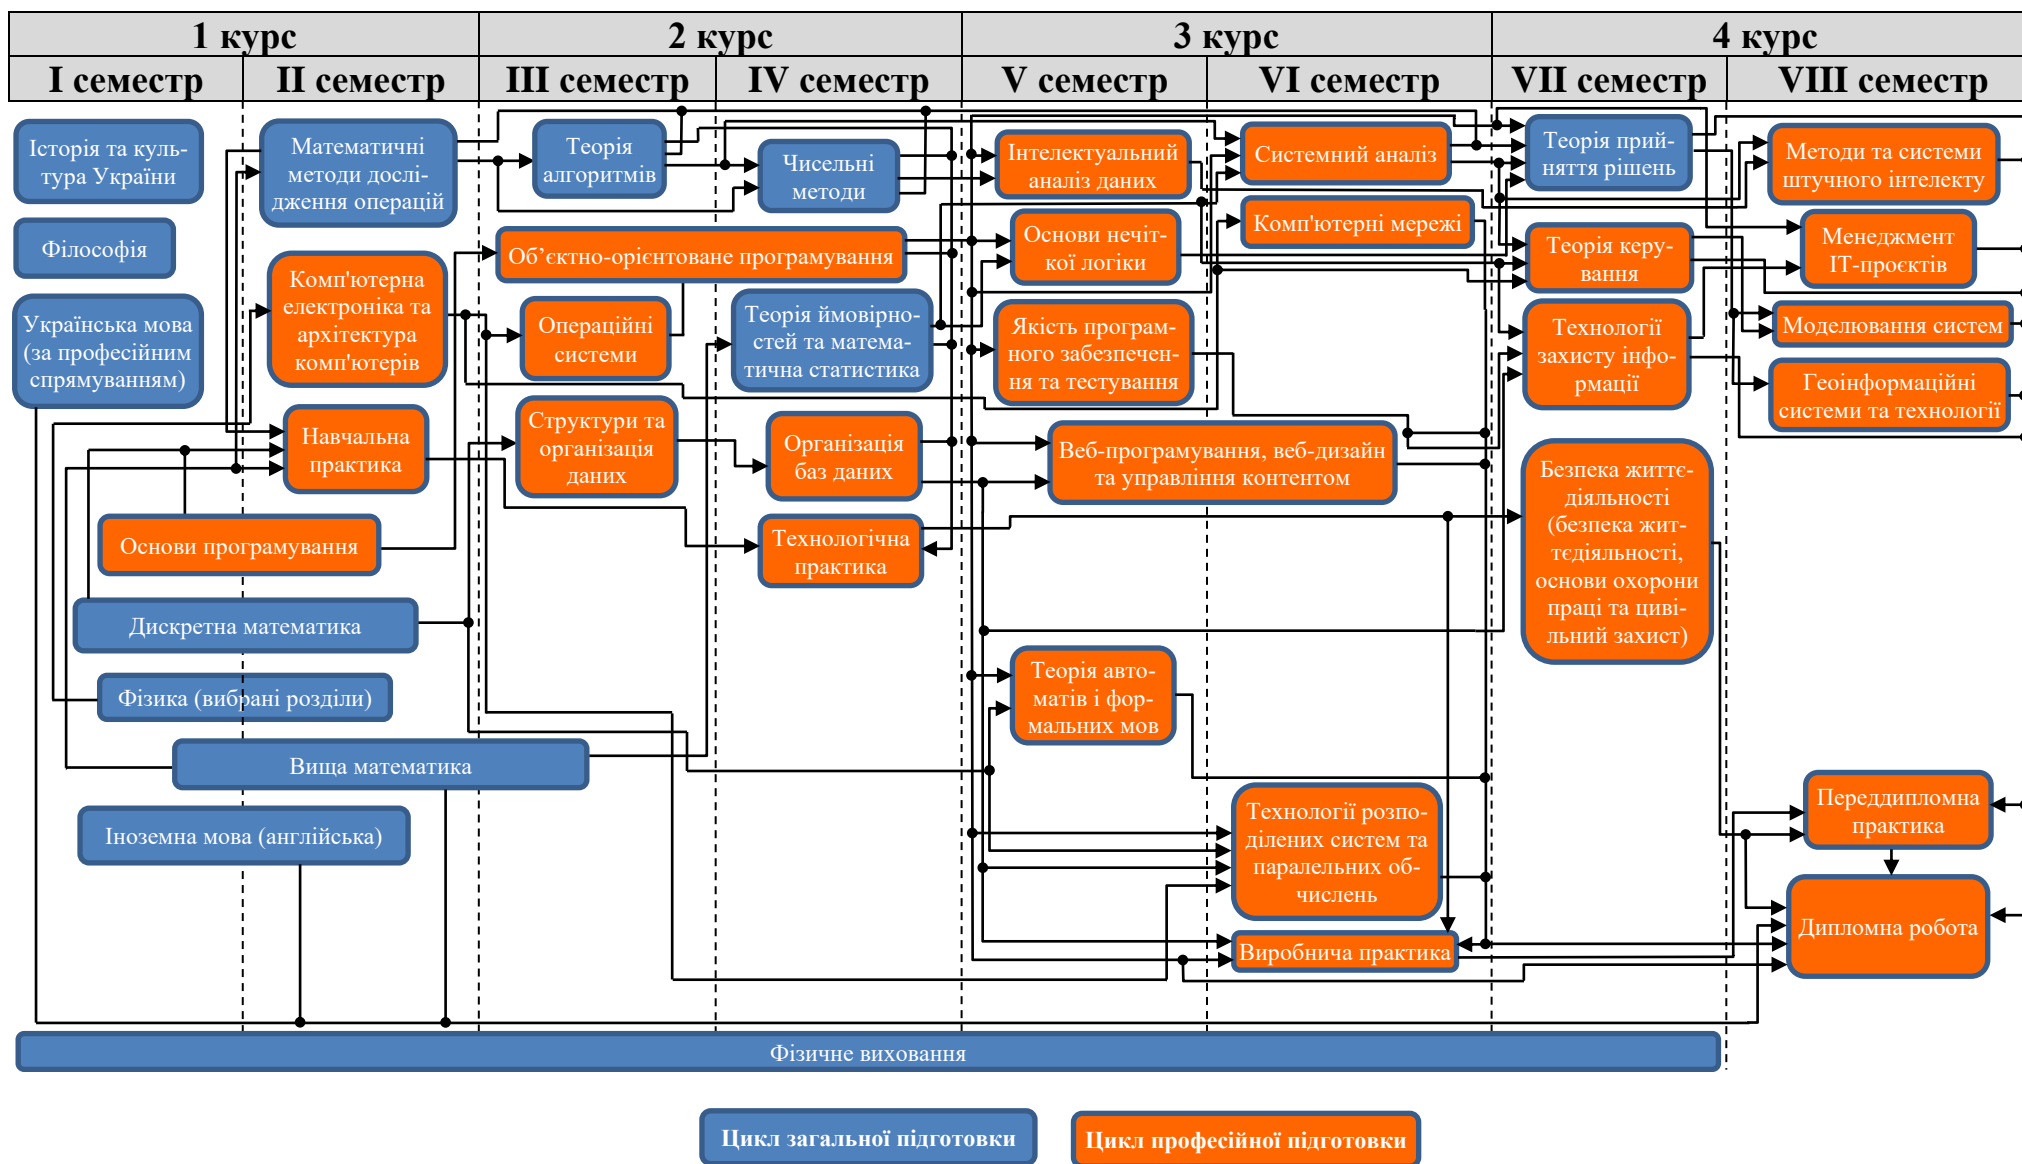 1 курс
2 курс
3 курс
4 курс
I семестр
II семестр
III семестр
IV семестр
V семестр
VI семестр
VII семестр
VIII семестр
Історія та куль-
тура України
Філософія
Українська мова
(за професійним
спрямуванням)
Математичні
методи дослі-
дження операцій
Комп'ютерна
електроніка та
архітектура
комп'ютерів
Навчальна
практика
Основи програмування
Дискретна математика
Фізика (вибрані розділи)
Вища математика
Іноземна мова (англійська)
Теорія
алгоритмів
Чисельні
методи
Об’єктно-орієнтоване програмування
Операційні
системи
Теорія ймовірно-
стей та матема-
тична статистика
Структури та
організація
даних
Організація
баз даних
Технологічна
практика
Інтелектуальний
аналіз даних
Основи нечіт-
кої логіки
Якість програм-
ного забезпечен-
ня та тестування
Системний аналіз
Комп'ютерні мережі
Веб-програмування, веб-дизайн
та управління контентом
Теорія авто-
матів і фор-
мальних мов
Технології розпо-
ділених систем та
паралельних об-
числень
Виробнича практика
Теорія прий-
няття рішень
Теорія керу-
вання
Технології
захисту інфо-
рмації
Безпека життє-
діяльності
(безпека жит-
тєдіяльності,
основи охорони
праці та циві-
льний захист)
Методи та системи
штучного інтелекту
Менеджмент
ІТ-проєктів
Моделювання систем
Геоінформаційні
системи та технології
Переддипломна
практика
Дипломна робота
Фізичне виховання
Цикл загальної підготовки
Цикл професійної підготовки